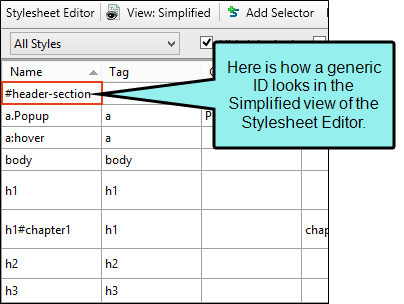 Stylesheet Editor View: Simplified Add Selector
All Styles
Name Tag
#header-section
Here is how a generic
ID looks in the
Simplified view of the
Stylesheet Editor.
a.Popup a P
a:hover a
body body
h1 h1
h1#chapter1 h1 chap
h2 h2
h3 h3